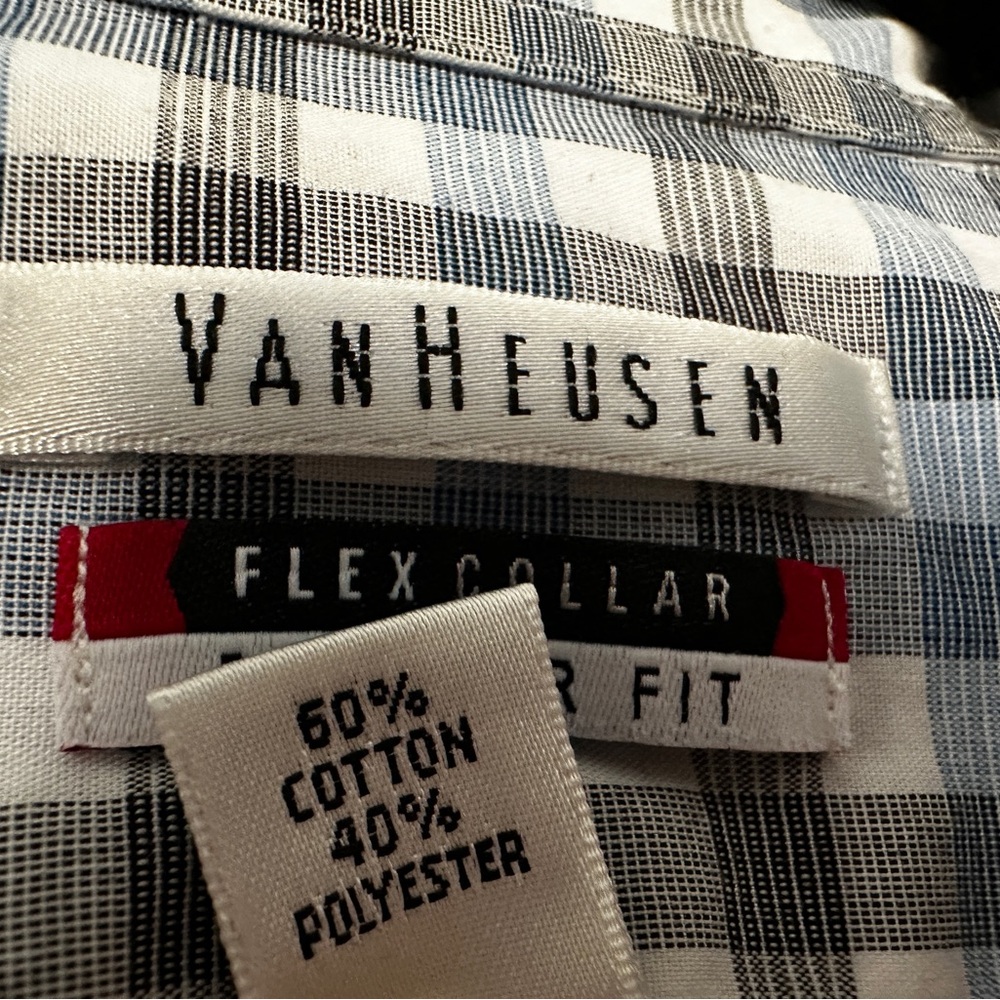 VANHEUSEN
FLEX COLLAR
FIT
60%
COTTON
40%
POLYESTER